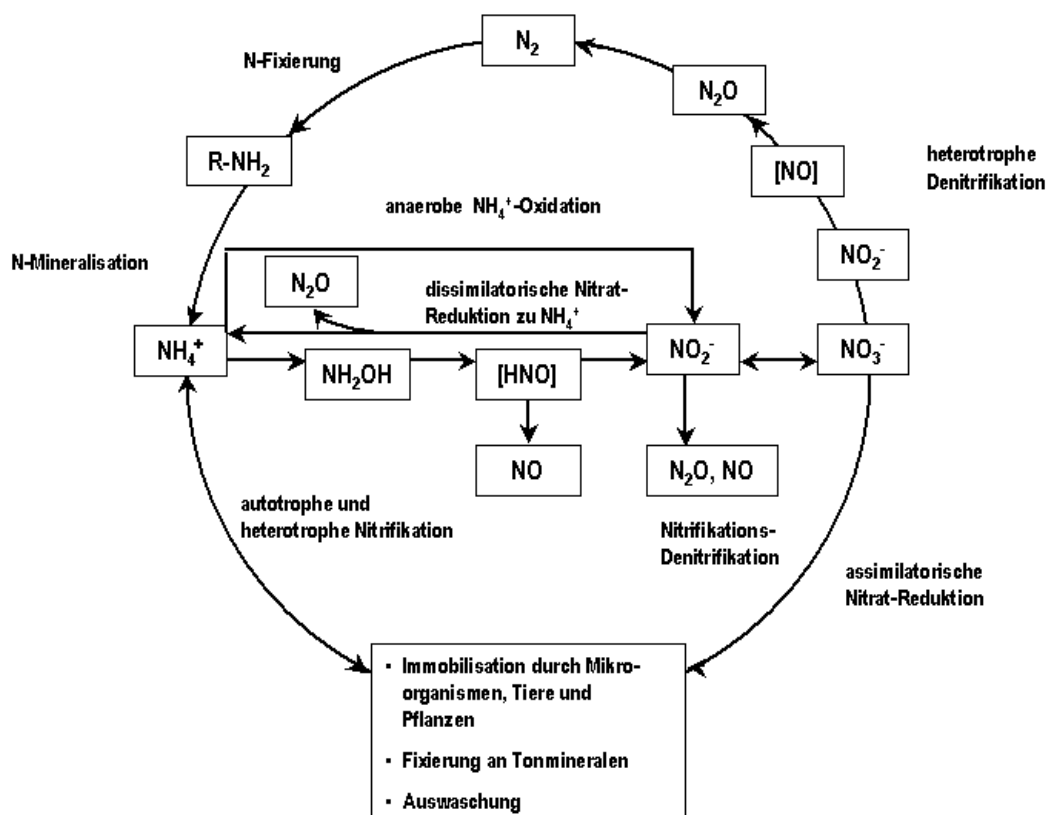 N₂
N-Fixierung
N₂O
R-NH₂
[NO]
heterotrophe
Denitrifikation
anaerobe NH₄⁺-Oxidation
N-Mineralisation
NO₂⁻
N₂O
dissimilatorische Nitrat-
Reduktion zu NH₄⁺
NH₄⁺
NH₂OH
[HNO]
NO₂⁻
NO₃⁻
NO
N₂O, NO
autotrophe und
heterotrophe Nitrifikation
Nitrifikations-
Denitrifikation
assimilatorische
Nitrat-Reduktion
▪ Immobilisation durch Mikro-
organismen, Tiere und
Pflanzen
▪ Fixierung an Tonmineralen
▪ Auswaschung